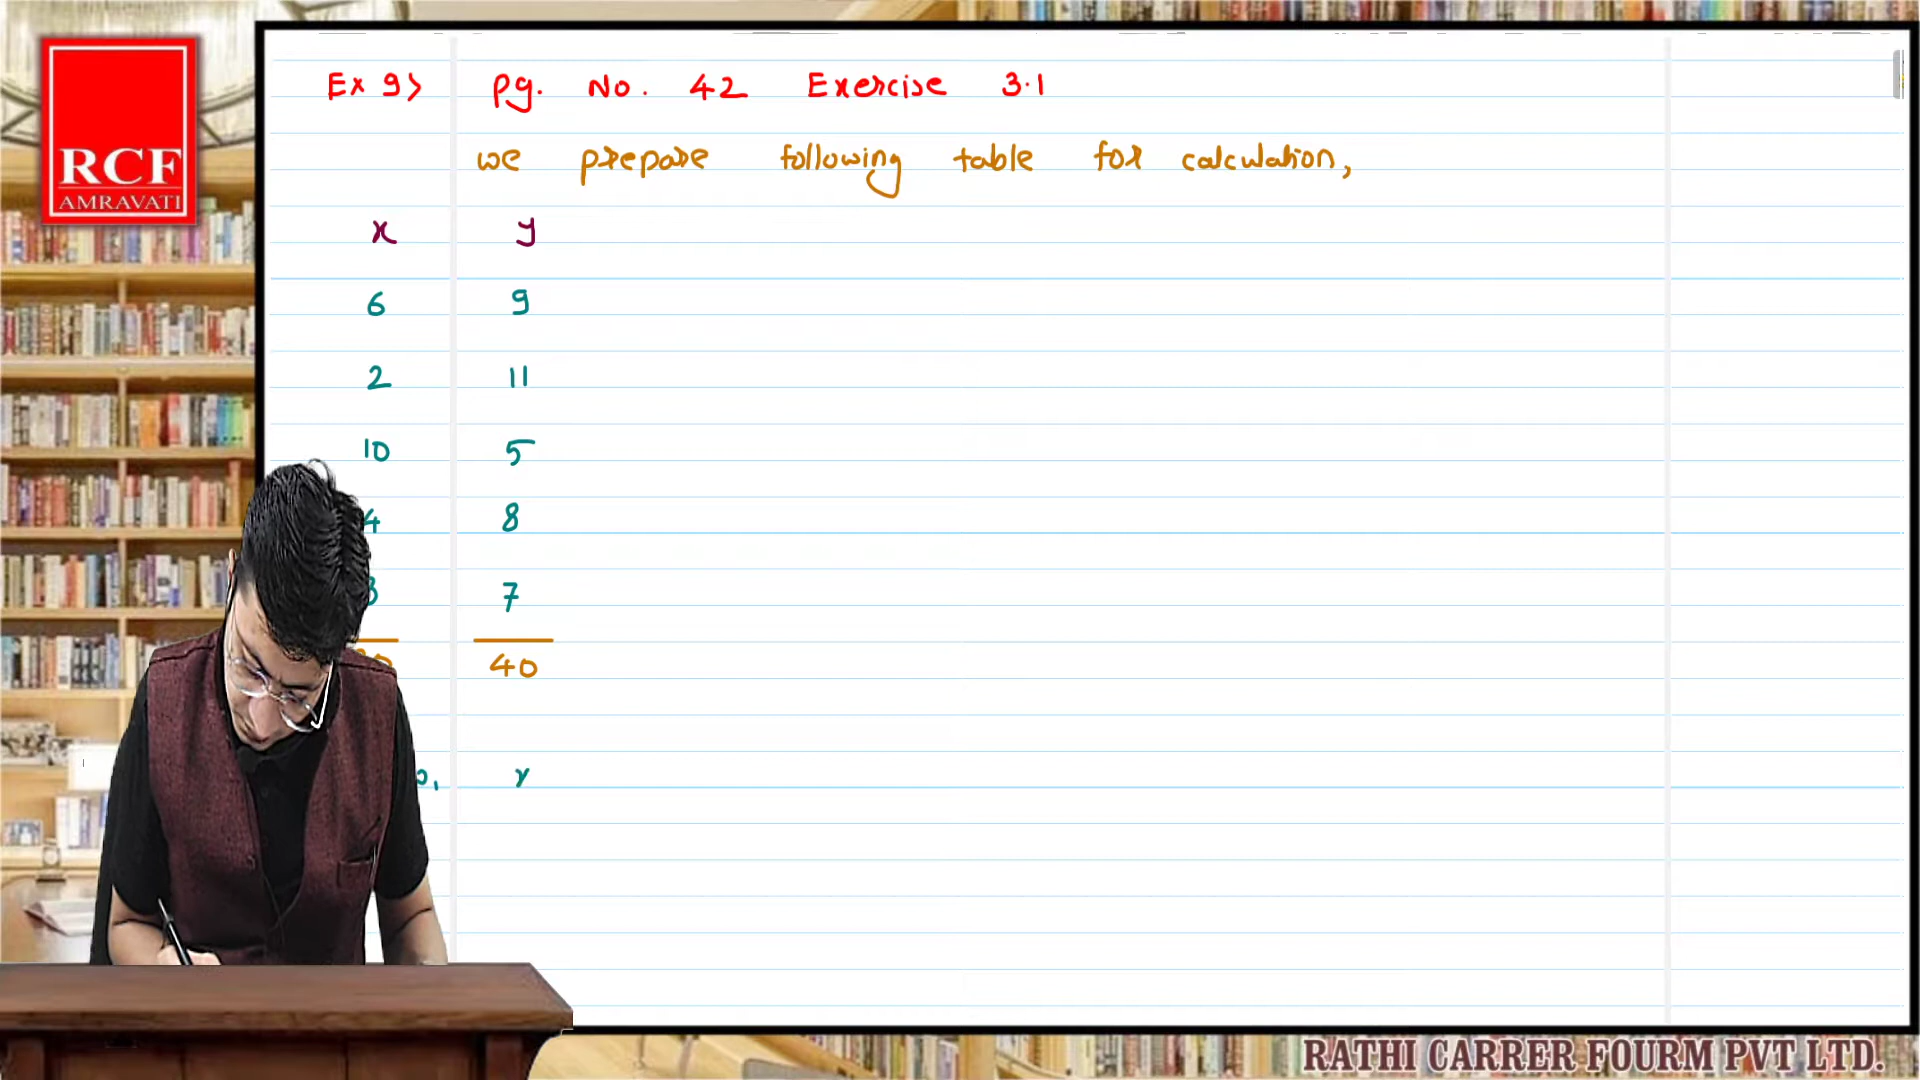 RCF
AMRAVATI
Ex 9> Pg. No. 42 Exercise 3.1
we prepare following table for calculation,
x y
6 9
2 11
10 5
4 8
7
40
RATHI CARRER FOURM PVT LTD.